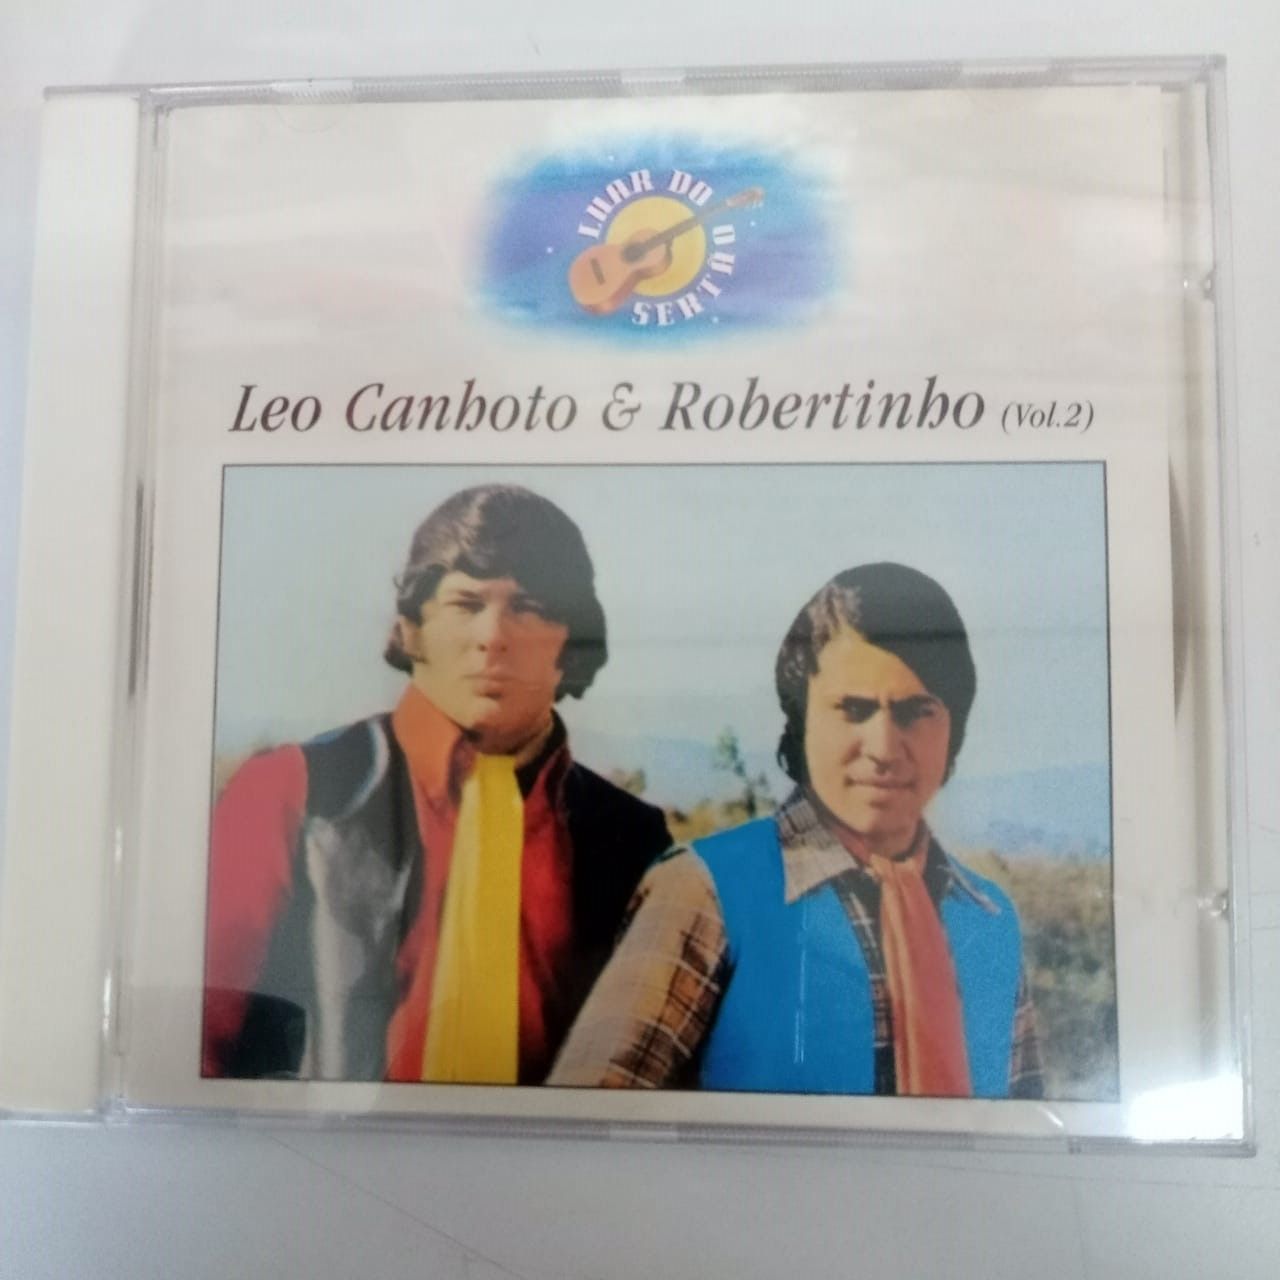 LUAR DO
SERTÃO
Leo Canhoto & Robertinho (Vol.2)